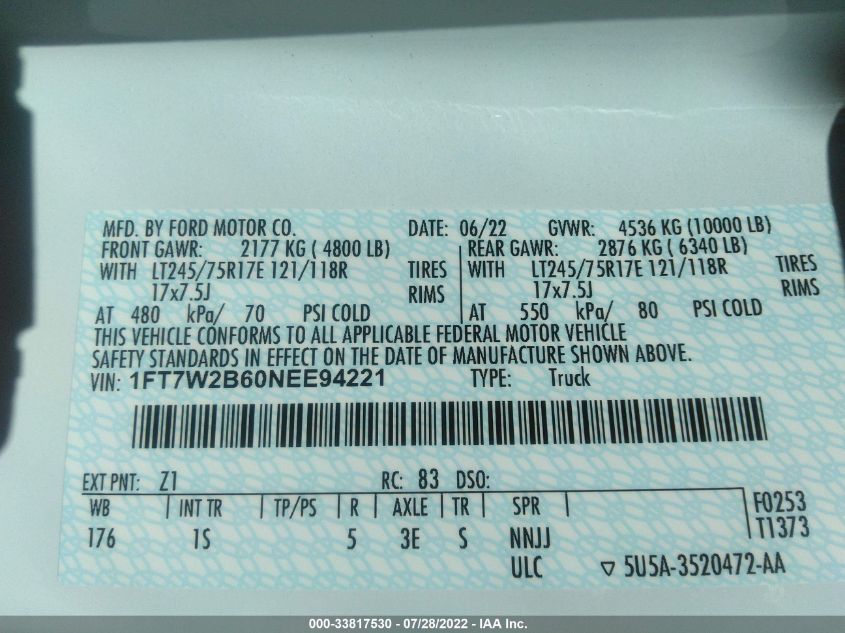 MFD. BY FORD MOTOR CO. DATE: 06/22 GVWR: 4536 KG (10000 LB)
FRONT GAWR: 2177 KG ( 4800 LB) REAR GAWR: 2876 KG ( 6340 LB)
WITH LT245/75R17E 121/118R TIRES WITH LT245/75R17E 121/118R TIRES
17x7.5J RIMS 17x7.5J RIMS
AT 480 kPa/ 70 PSI COLD AT 550 kPa/ 80 PSI COLD
THIS VEHICLE CONFORMS TO ALL APPLICABLE FEDERAL MOTOR VEHICLE
SAFETY STANDARDS IN EFFECT ON THE DATE OF MANUFACTURE SHOWN ABOVE.
VIN: 1FT7W2B60NEE94221 TYPE: Truck
EXT PNT: Z1 RC: 83 DSO:
WB INT TR TP/PS R AXLE TR SPR F0253
176 1S 5 3E S NNJJ T1373
ULC ▽ 5U5A-3520472-AA
000-33817530 - 07/28/2022 - IAA Inc.